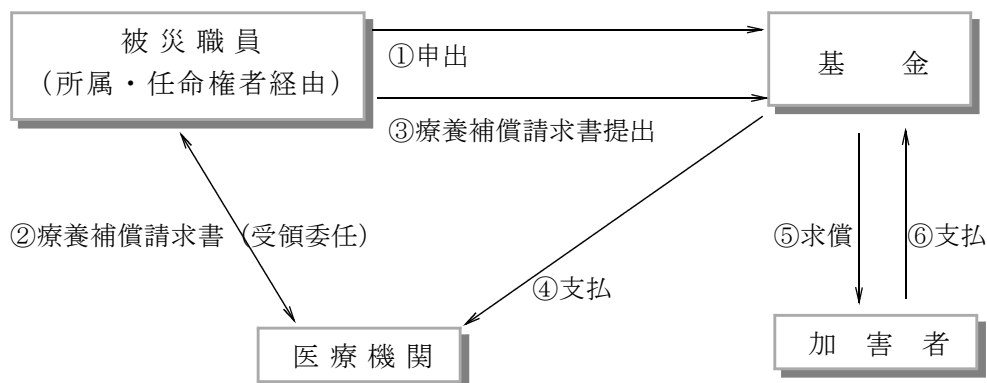 被災職員
（所属・任命権者経由）
①申出
基　金
③療養補償請求書提出
②療養補償請求書（受領委任）
⑤求償
⑥支払
④支払
医療機関
加害者